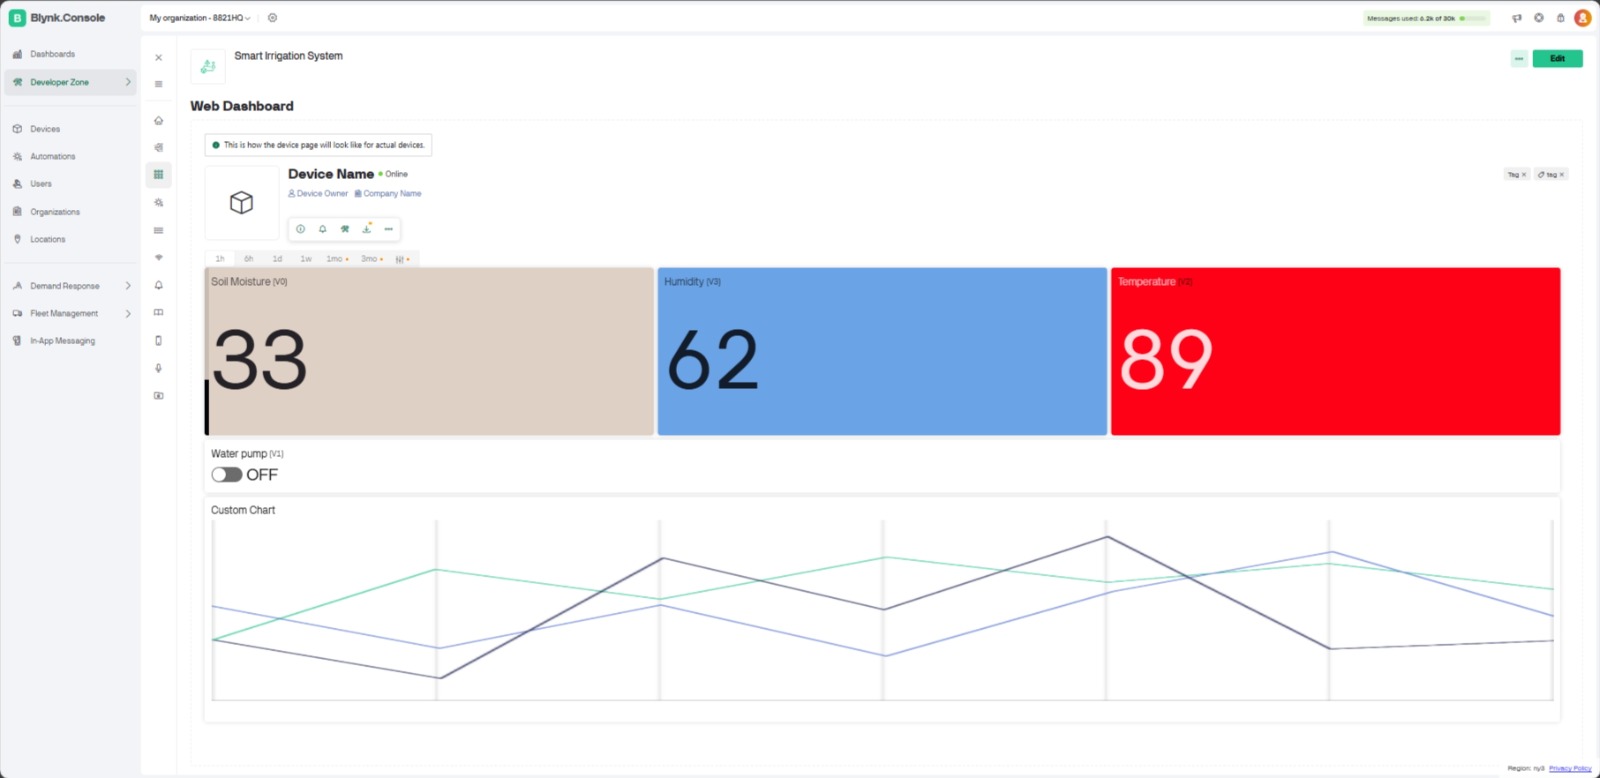 Blynk.Console
My organization - 8821HQ
Messages used: 6.2k of 30k
Dashboards
Developer Zone
Devices
Automations
Users
Organizations
Locations
Demand Response
Fleet Management
In-App Messaging
Smart Irrigation System
Edit
Web Dashboard
This is how the device page will look like for actual devices.
Device Name
Online
Device Owner
Company Name
Tag ×
tag ×
1h 6h 1d 1w 1mo 3mo
Soil Moisture (V0)
33
Humidity (V3)
62
Temperature (V2)
89
Water pump (V1)
OFF
Custom Chart
Region: ny3 Privacy Policy